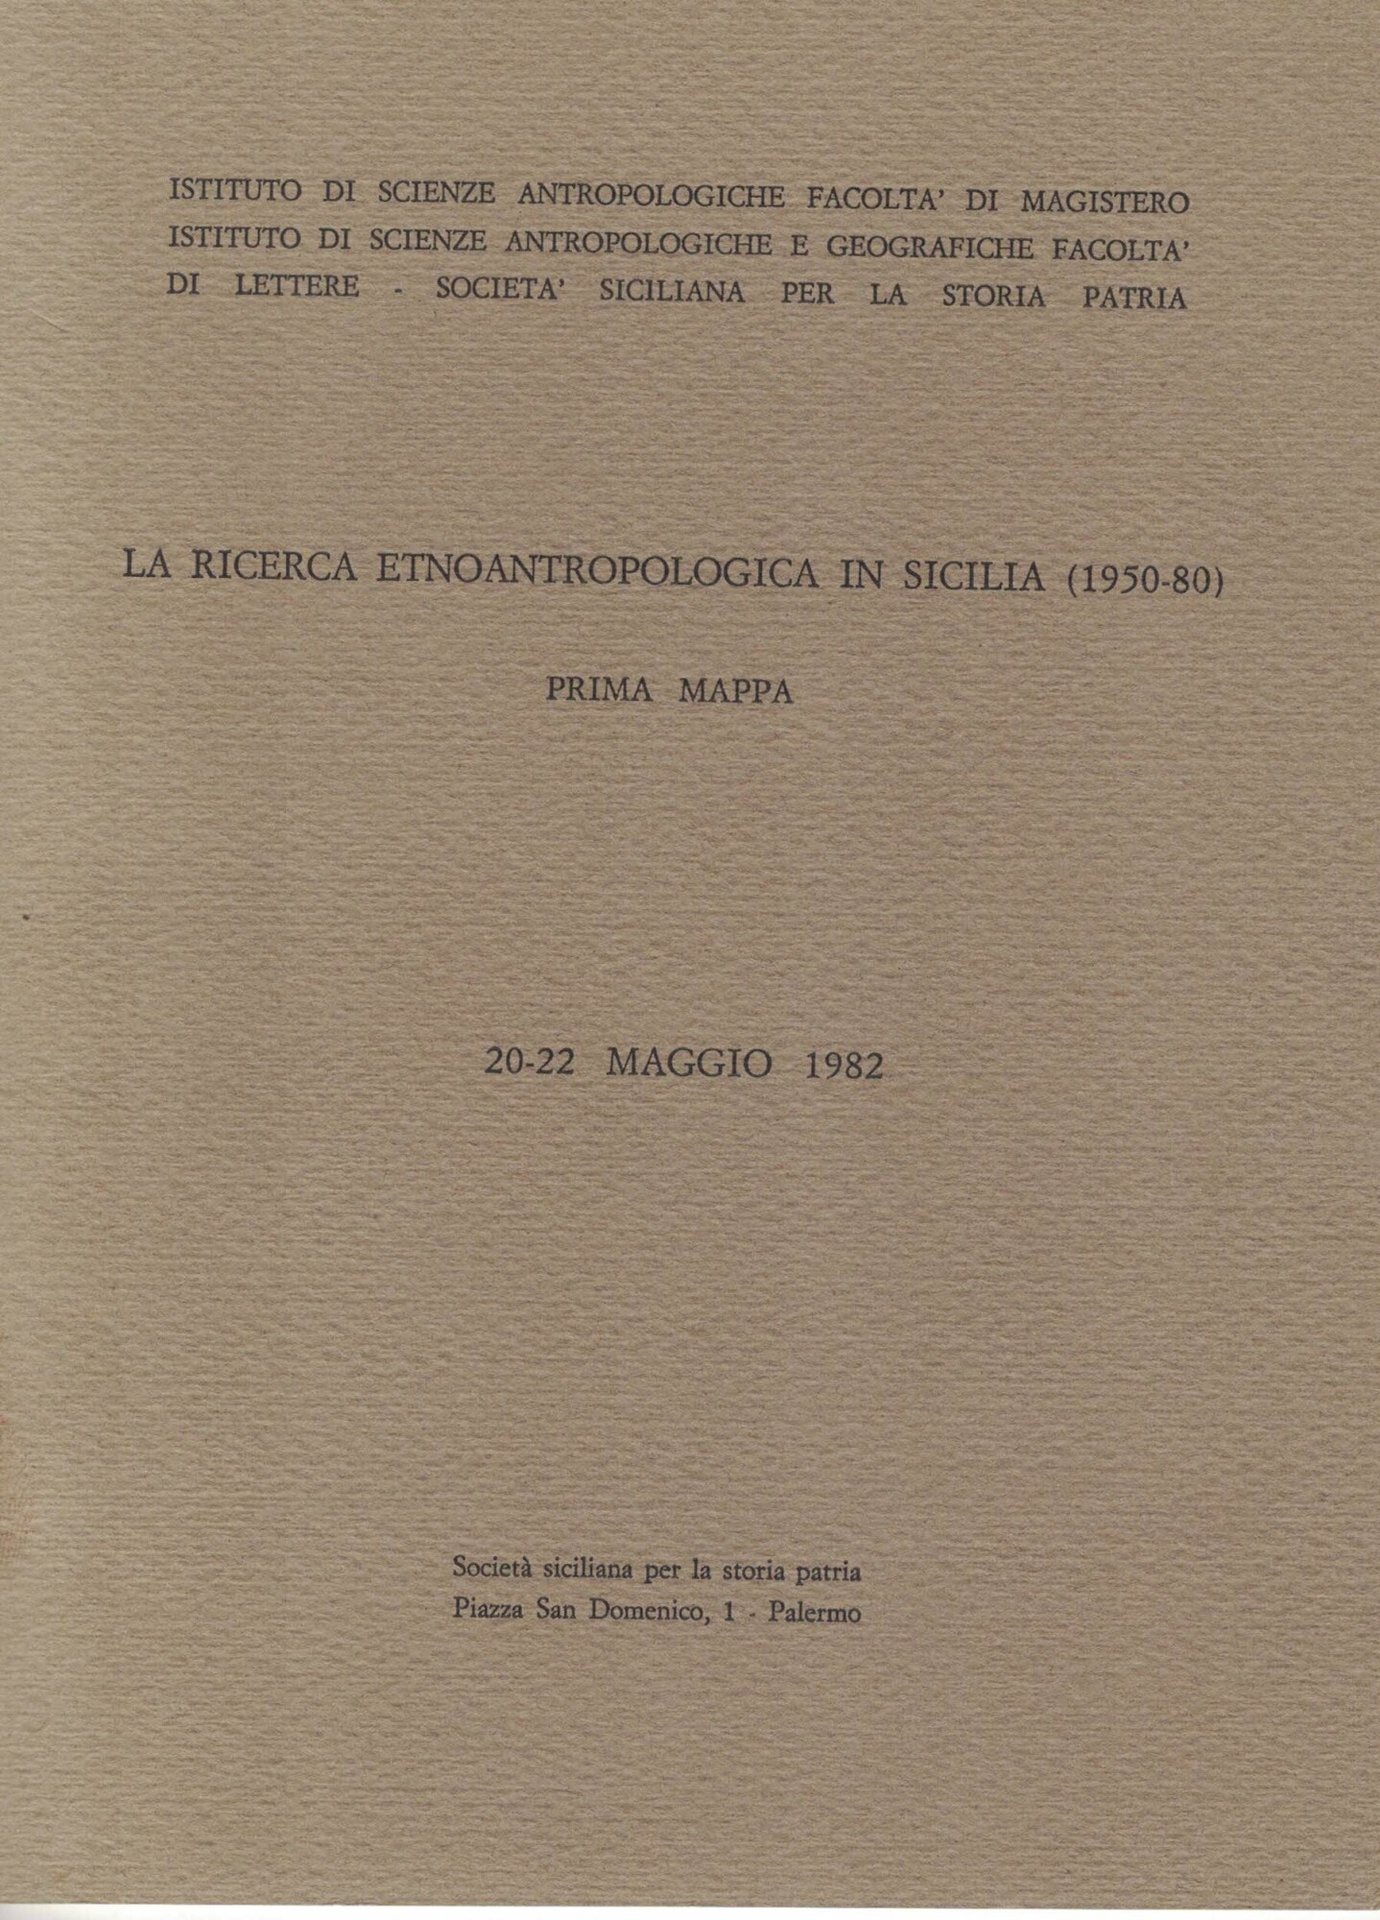 ISTITUTO DI SCIENZE ANTROPOLOGICHE FACOLTA' DI MAGISTERO
ISTITUTO DI SCIENZE ANTROPOLOGICHE E GEOGRAFICHE FACOLTA'
DI LETTERE - SOCIETA' SICILIANA PER LA STORIA PATRIA
LA RICERCA ETNOANTROPOLOGICA IN SICILIA (1950-80)
PRIMA MAPPA
20-22 MAGGIO 1982
Società siciliana per la storia patria
Piazza San Domenico, 1 - Palermo